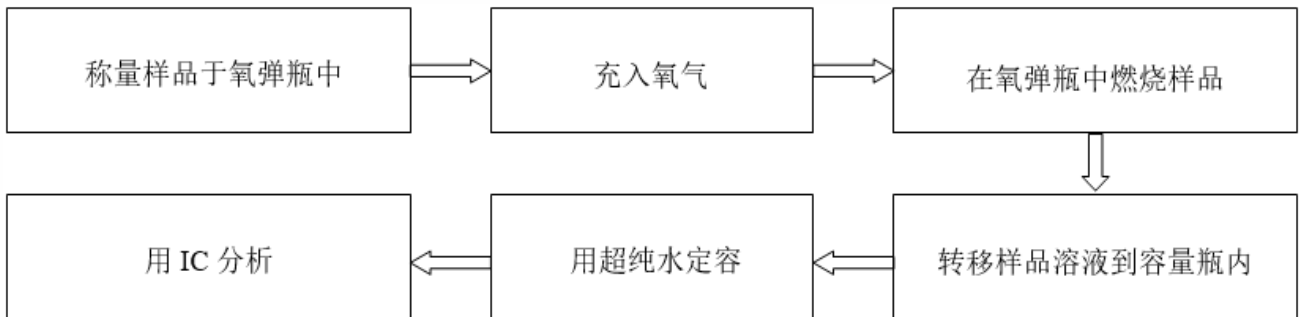 称量样品于氧弹瓶中
充入氧气
在氧弹瓶中燃烧样品
转移样品溶液到容量瓶内
用超纯水定容
用 IC 分析